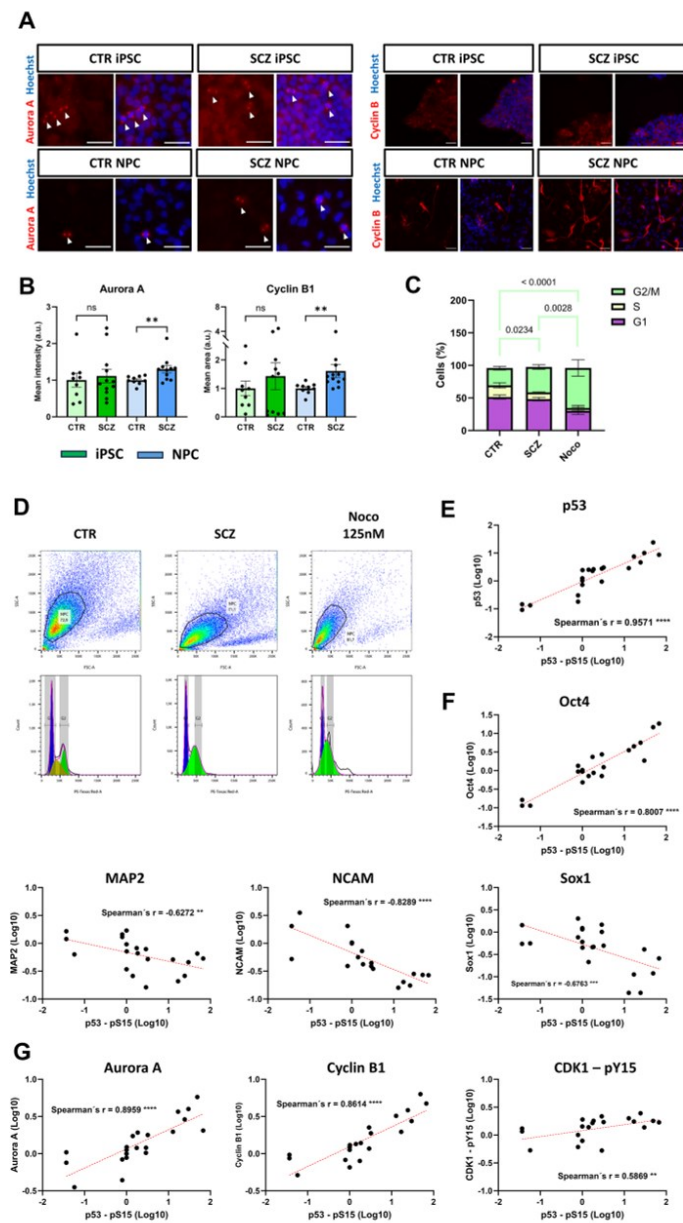 A
CTR iPSC
SCZ iPSC
Aurora A Hoechst
SCZ iPSC
CTR iPSC
Cyclin B Hoechst
CTR NPC
SCZ NPC
Aurora A Hoechst
CTR NPC
SCZ NPC
Cyclin B Hoechst
B
Aurora A
Mean intensity (a.u.)
ns
**
CTR
SCZ
CTR
SCZ
Cyclin B1
Mean area (a.u.)
ns
**
CTR
SCZ
CTR
SCZ
iPSC
NPC
C
Cells (%)
< 0.0001
0.0028
0.0234
G2/M
S
G1
CTR
SCZ
Noco
D
CTR
SCZ
Noco
125nM
E
p53
p53 (Log10)
Spearman´s r = 0.9571 ****
p53 - pS15 (Log10)
F
Oct4
Oct4 (Log10)
Spearman´s r = 0.8007 ****
p53 - pS15 (Log10)
MAP2
MAP2 (Log10)
Spearman´s r = -0.6272 **
p53 - pS15 (Log10)
NCAM
NCAM (Log10)
Spearman´s r = -0.8289 ****
p53 - pS15 (Log10)
Sox1
Sox1 (Log10)
Spearman´s r = -0.6763 ***
p53 - pS15 (Log10)
G
Aurora A
Aurora A (Log10)
Spearman´s r = 0.8959 ****
p53 - pS15 (Log10)
Cyclin B1
Cyclin B1 (Log10)
Spearman´s r = 0.8614 ****
p53 - pS15 (Log10)
CDK1 – pY15
CDK1 - pY15 (Log10)
Spearman´s r = 0.5869 **
p53 - pS15 (Log10)